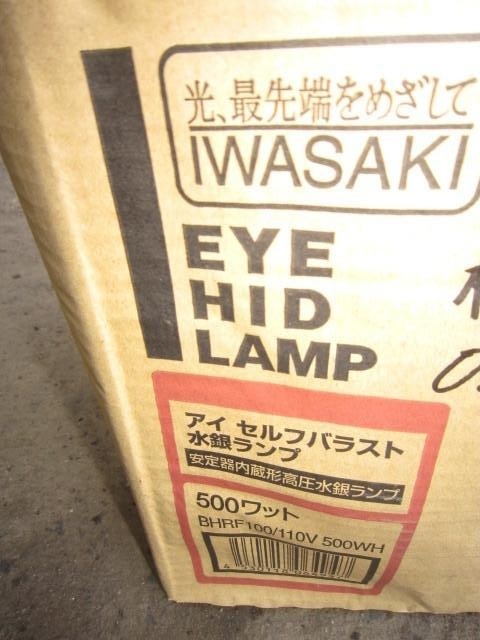 光、最先端をめざして
IWASAKI
EYE
HID
LAMP
アイ セルフバラスト
水銀ランプ
安定器内蔵形高圧水銀ランプ
500ワット
BHRF100/110V 500WH